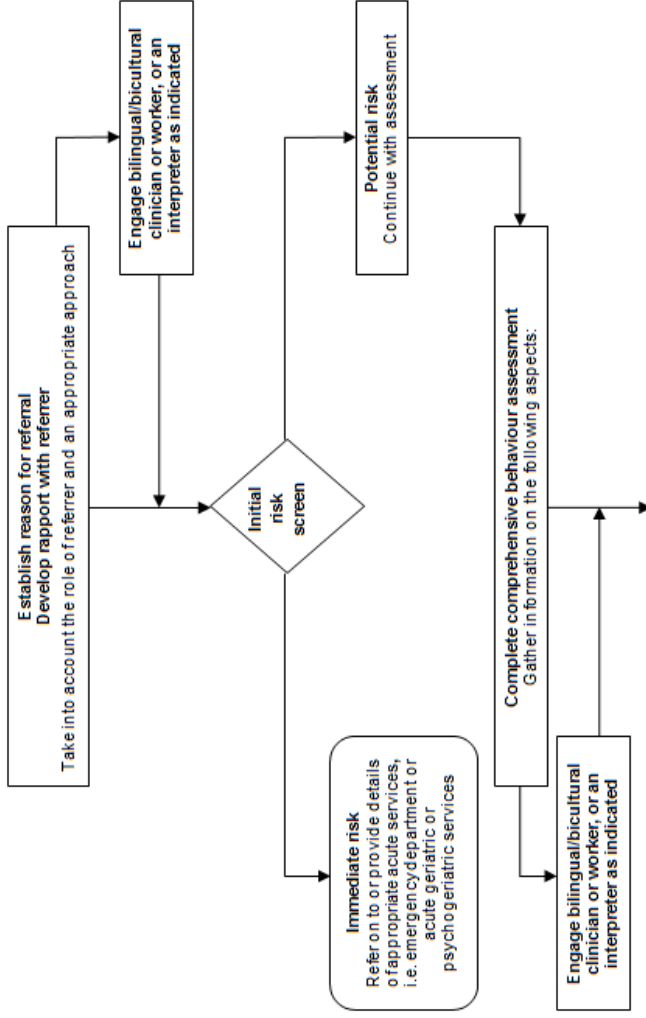 Establish reason for referral
Develop rapport with referrer
Take into account the role of referrer and an appropriate approach
Engage bilingual/bicultural
clinician or worker, or an
interpreter as indicated
Initial
risk
screen
Immediate risk
Refer on to or provide details
of appropriate acute services,
i.e. emergency department or
acute geriatric or
psychogeriatric services
Potential risk
Continue with assessment
Complete comprehensive behaviour assessment
Gather information on the following aspects:
Engage bilingual/bicultural
clinician or worker, or an
interpreter as indicated